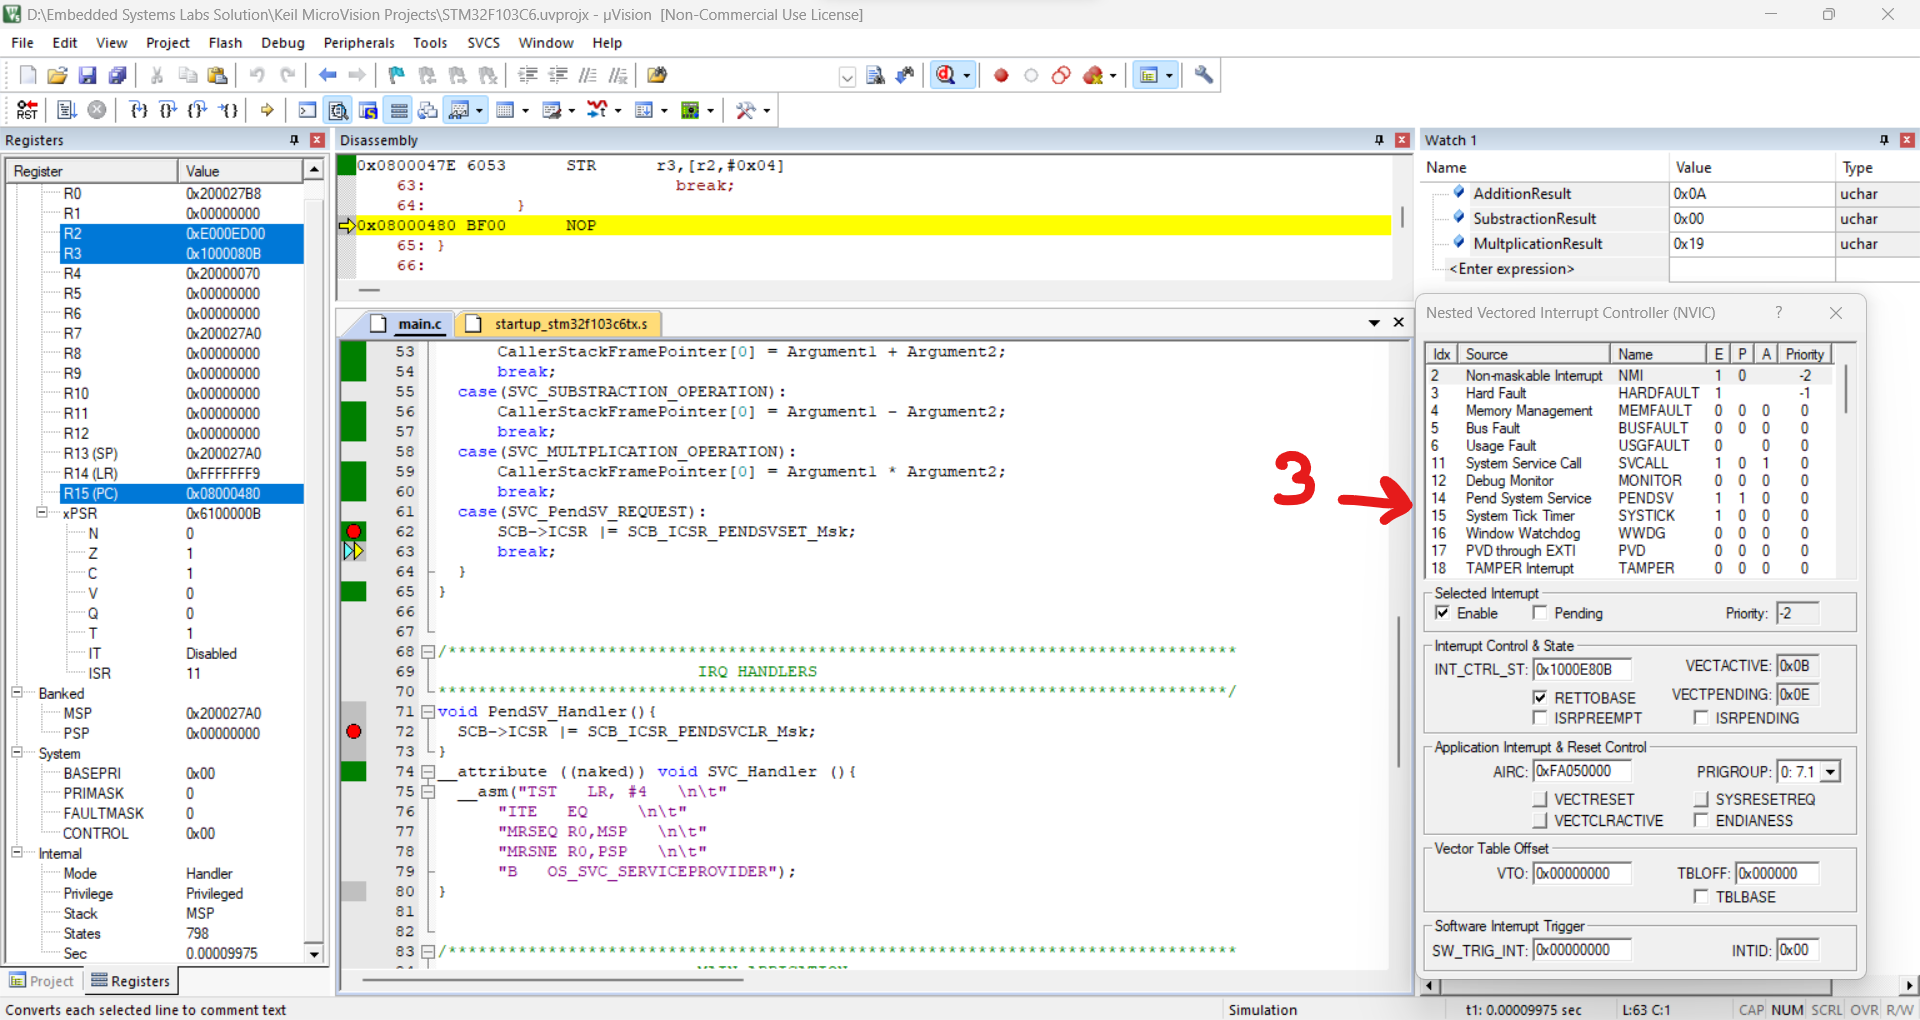 D:\Embedded Systems Labs Solution\Keil MicroVision Projects\STM32F103C6.uvprojx - µVision [Non-Commercial Use License]
File Edit View Project Flash Debug Peripherals Tools SVCS Window Help
RST
Registers
Register Value
R0 0x200027B8
R1 0x00000000
R2 0xE000ED00
R3 0x1000080B
R4 0x20000070
R5 0x00000000
R6 0x00000000
R7 0x200027A0
R8 0x00000000
R9 0x00000000
R10 0x00000000
R11 0x00000000
R12 0x00000000
R13 (SP) 0x200027A0
R14 (LR) 0xFFFFFFF9
R15 (PC) 0x08000480
xPSR 0x6100000B
N 0
Z 1
C 1
V 0
Q 0
T 1
IT Disabled
ISR 11
Banked
MSP 0x200027A0
PSP 0x00000000
System
BASEPRI 0x00
PRIMASK 0
FAULTMASK 0
CONTROL 0x00
Internal
Mode Handler
Privilege Privileged
Stack MSP
States 798
Sec 0.00009975
Project Registers
Disassembly
0x0800047E 6053 STR r3,[r2,#0x04]
63: break;
64: }
0x08000480 BF00 NOP
65: }
66:
main.c startup_stm32f103c6tx.s
53 CallerStackFramePointer[0] = Argument1 + Argument2;
54 break;
55 case(SVC_SUBSTRACTION_OPERATION):
56 CallerStackFramePointer[0] = Argument1 - Argument2;
57 break;
58 case(SVC_MULTPLICATION_OPERATION):
59 CallerStackFramePointer[0] = Argument1 * Argument2;
60 break;
61 case(SVC_PendSV_REQUEST):
62 SCB->ICSR |= SCB_ICSR_PENDSVSET_Msk;
63 break;
64 }
65 }
66
67
68 /*******************************************************************************
69 IRQ HANDLERS
70 *******************************************************************************/
71 void PendSV_Handler(){
72 SCB->ICSR |= SCB_ICSR_PENDSVCLR_Msk;
73 }
74 __attribute ((naked)) void SVC_Handler (){
75 __asm("TST LR, #4 \n\t"
76 "ITE EQ \n\t"
77 "MRSEQ R0,MSP \n\t"
78 "MRSNE R0,PSP \n\t"
79 "B OS_SVC_SERVICEPROVIDER");
80 }
81
82
83 /*******************************************************************************
3
Watch 1
Name Value Type
AdditionResult 0x0A uchar
SubstractionResult 0x00 uchar
MultplicationResult 0x19 uchar
<Enter expression>
Nested Vectored Interrupt Controller (NVIC) ?
Idx Source Name E P A Priority
2 Non-maskable Interrupt NMI 1 0 -2
3 Hard Fault HARDFAULT 1 -1
4 Memory Management MEMFAULT 0 0 0 0
5 Bus Fault BUSFAULT 0 0 0 0
6 Usage Fault USGFAULT 0 0 0
11 System Service Call SVCALL 1 0 1 0
12 Debug Monitor MONITOR 0 0 0 0
14 Pend System Service PENDSV 1 1 0 0
15 System Tick Timer SYSTICK 1 0 0 0
16 Window Watchdog WWDG 0 0 0 0
17 PVD through EXTI PVD 0 0 0 0
18 TAMPER Interrupt TAMPER 0 0 0 0
Selected Interrupt
Enable Pending Priority: -2
Interrupt Control & State
INT_CTRL_ST: 0x1000E80B VECTACTIVE: 0x0B
RETTOBASE VECTPENDING: 0x0E
ISRPREEMPT ISRPENDING
Application Interrupt & Reset Control
AIRC: 0xFA050000 PRIGROUP: 0: 7.1
VECTRESET SYSRESETREQ
VECTCLRACTIVE ENDIANESS
Vector Table Offset
VTO: 0x00000000 TBLOFF: 0x000000
TBLBASE
Software Interrupt Trigger
SW_TRIG_INT: 0x00000000 INTID: 0x00
Converts each selected line to comment text Simulation t1: 0.00009975 sec L:63 C:1 CAP NUM SCRL OVR R/W